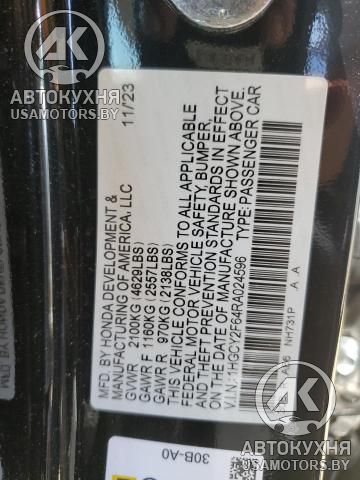 АВТОКУХНЯ
USAMOTORS.BY
MFD. BY HONDA DEVELOPMENT &
MANUFACTURING OF AMERICA, LLC 11/23
GVWR 2100KG (4629LBS)
GAWR F 1160KG (2557LBS)
GAWR R 970KG (2138LBS)
THIS VEHICLE CONFORMS TO ALL APPLICABLE
FEDERAL MOTOR VEHICLE SAFETY, BUMPER,
AND THEFT PREVENTION STANDARDS IN EFFECT
ON THE DATE OF MANUFACTURE SHOWN ABOVE.
V.I.N.: 1HGCY2F64RA024596 TYPE: PASSENGER CAR
NH731P A A
30B-A0
АВТОКУХНЯ
USAMOTORS.BY